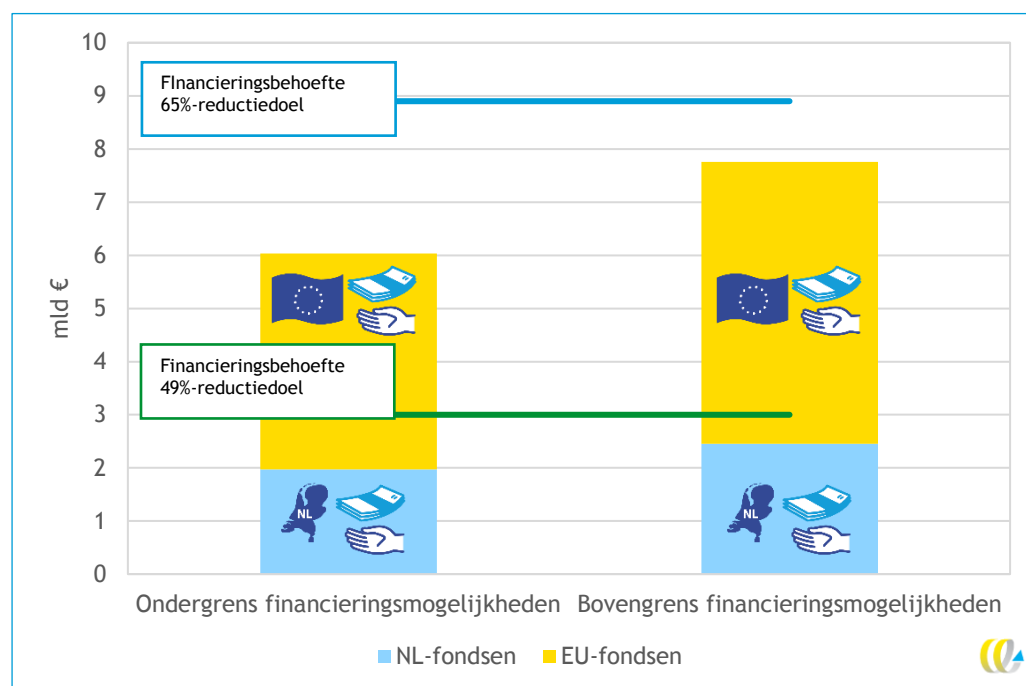 10
9
8
7
6
5
4
3
2
1
0
mld €
FInancieringsbehoefte
65%-reductiedoel
Financieringsbehoefte
49%-reductiedoel
NL
NL
Ondergrens financieringsmogelijkheden
Bovengrens financieringsmogelijkheden
NL-fondsen
EU-fondsen